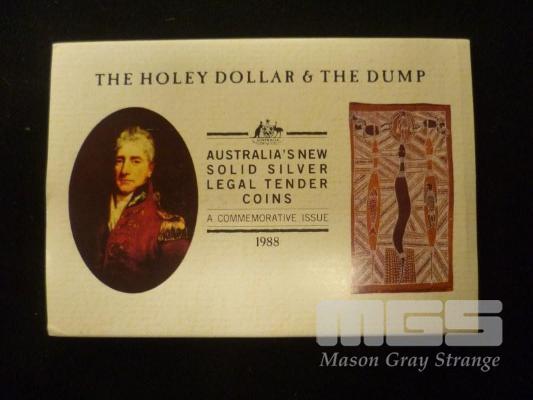 THE HOLEY DOLLAR & THE DUMP
AUSTRALIA
AUSTRALIA'S NEW
SOLID SILVER
LEGAL TENDER
COINS
A COMMEMORATIVE ISSUE
1988
MGS
Mason Gray Strange